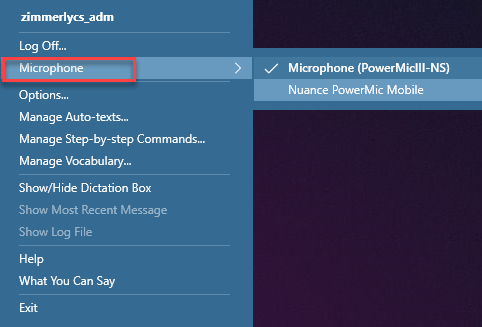 zimmerlycs_adm
Log Off...
Microphone
Microphone (PowerMicIII-NS)
Nuance PowerMic Mobile
Options...
Manage Auto-texts...
Manage Step-by-step Commands...
Manage Vocabulary...
Show/Hide Dictation Box
Show Most Recent Message
Show Log File
Help
What You Can Say
Exit